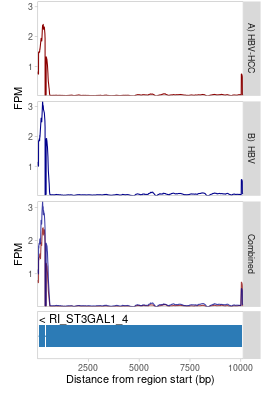 3
2
1
A) HBV-HCC
FPM
3
2
1
B) HBV
3
2
1
Combined
FPM
< RI_ST3GAL1_4
2500
5000
7500
10000
Distance from region start (bp)